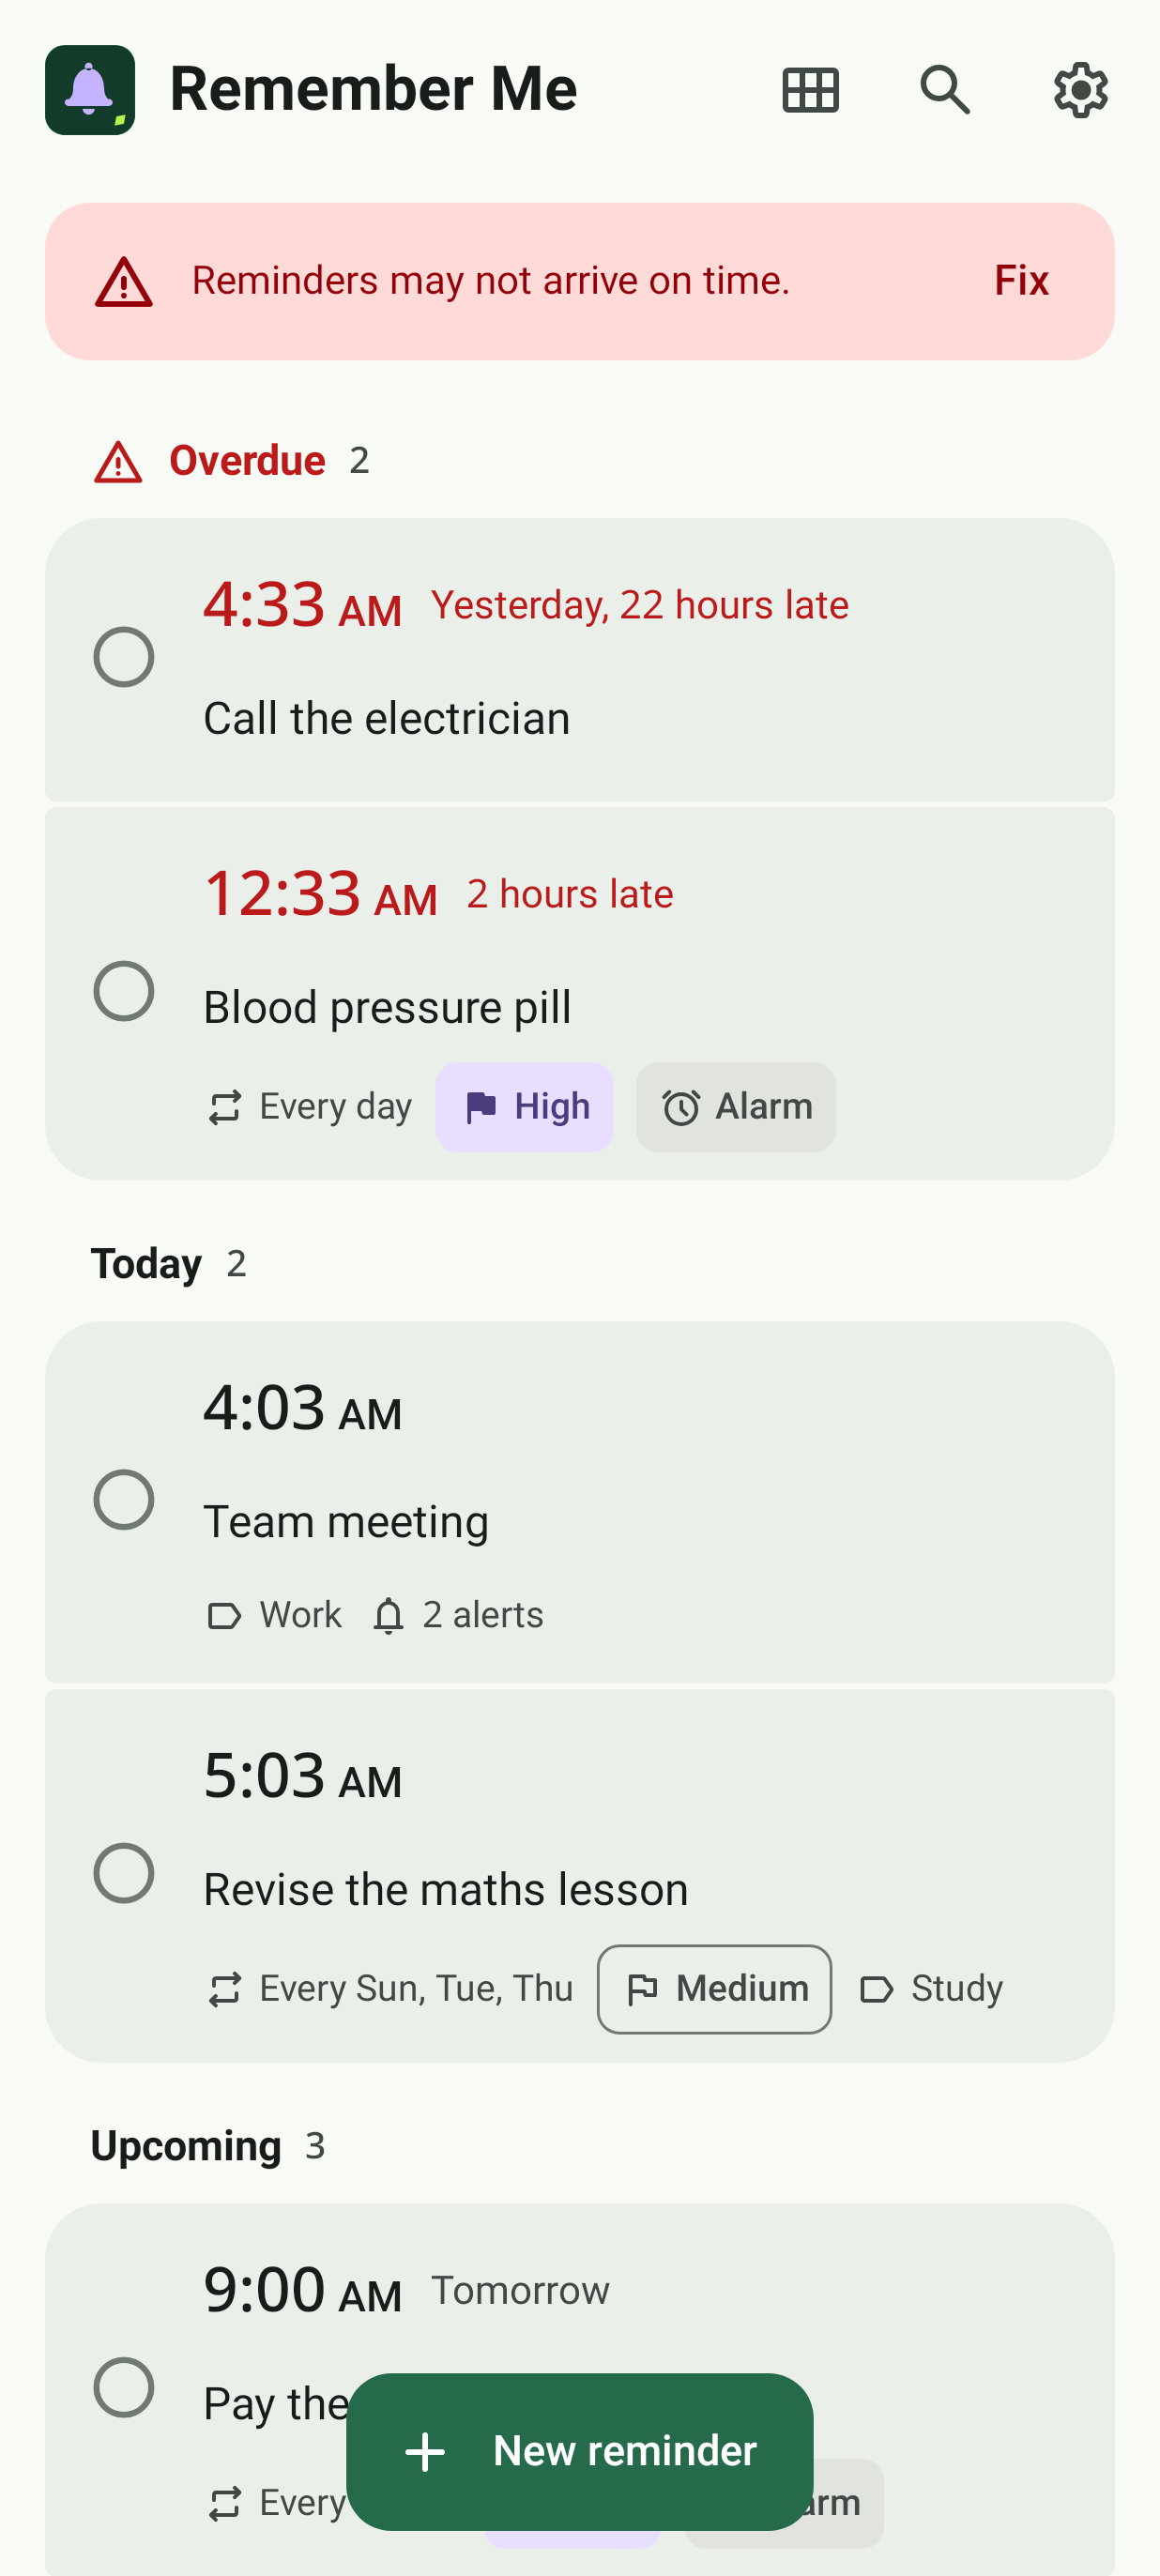 Remember Me
Reminders may not arrive on time. Fix
Overdue 2
4:33 AM Yesterday, 22 hours late
Call the electrician
12:33 AM 2 hours late
Blood pressure pill
Every day High Alarm
Today 2
4:03 AM
Team meeting
Work 2 alerts
5:03 AM
Revise the maths lesson
Every Sun, Tue, Thu Medium Study
Upcoming 3
9:00 AM Tomorrow
Pay the
New reminder
Every